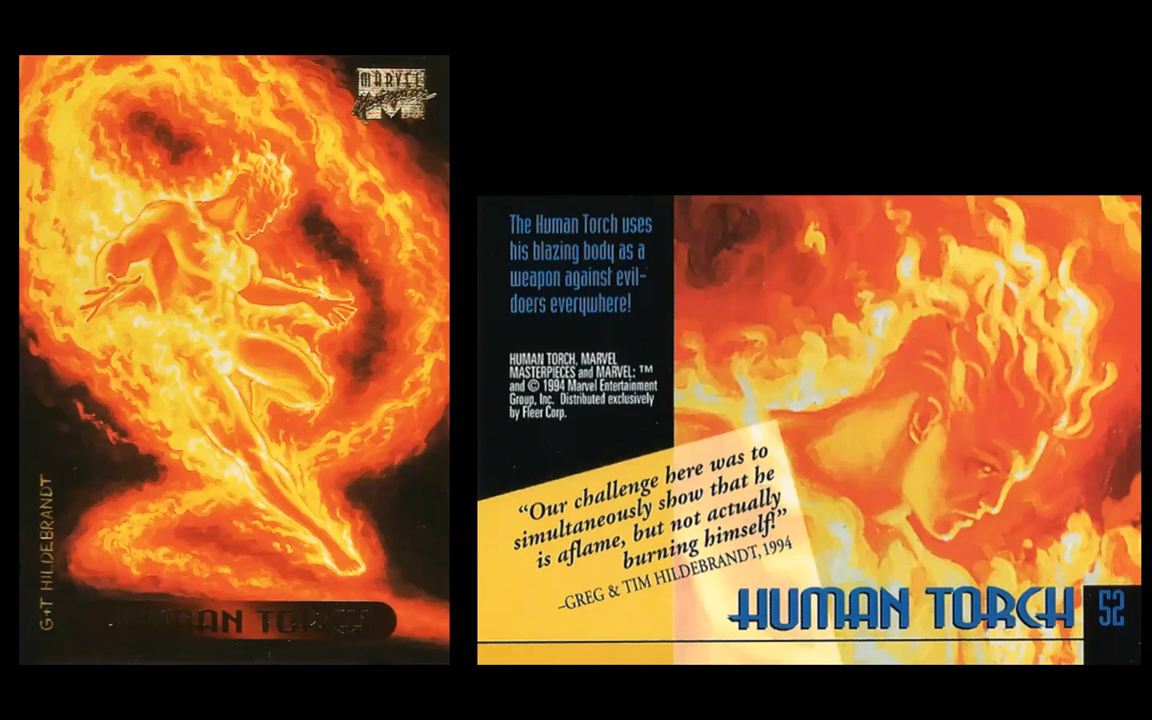 MARVEL
Masterpieces
G+T HILDEBRANDT
HUMAN TORCH
The Human Torch uses
his blazing body as a
weapon against evil-
doers everywhere!
HUMAN TORCH, MARVEL
MASTERPIECES and MARVEL: ™
and © 1994 Marvel Entertainment
Group, Inc. Distributed exclusively
by Fleer Corp.
“Our challenge here was to
simultaneously show that he
is aflame, but not actually
burning himself!”
–GREG & TIM HILDEBRANDT, 1994
HUMAN TORCH
52